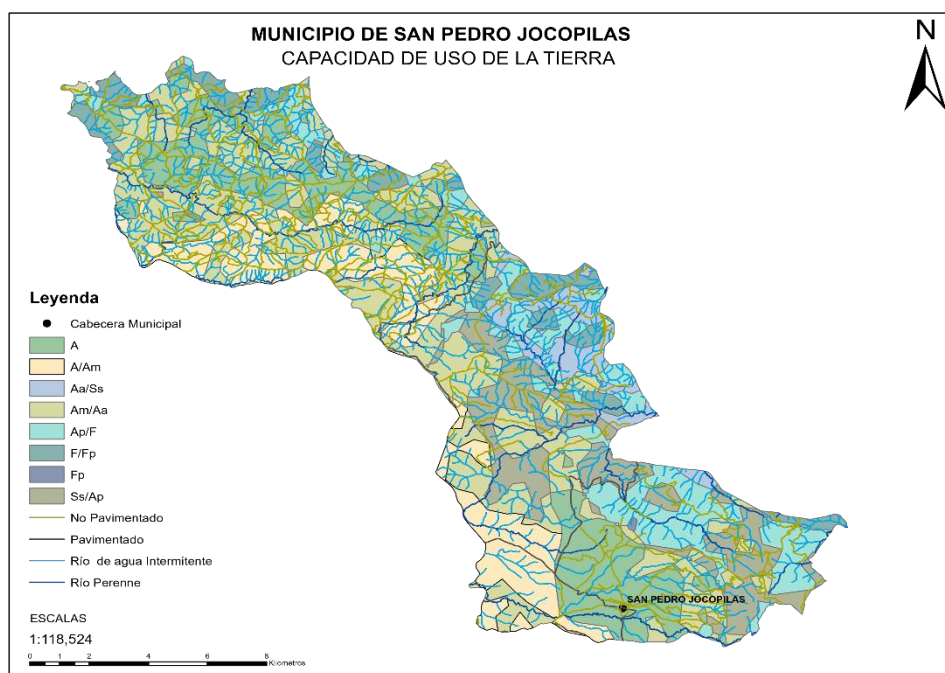 MUNICIPIO DE SAN PEDRO JOCOPILAS
CAPACIDAD DE USO DE LA TIERRA
N
Leyenda
Cabecera Municipal
A
A/Am
Aa/Ss
Am/Aa
Ap/F
F/Fp
Fp
Ss/Ap
No Pavimentado
Pavimentado
Río de agua Intermitente
Río Perenne
SAN PEDRO JOCOPILAS
ESCALAS
1:118,524
0 1 2 4 6 8
Kilometros